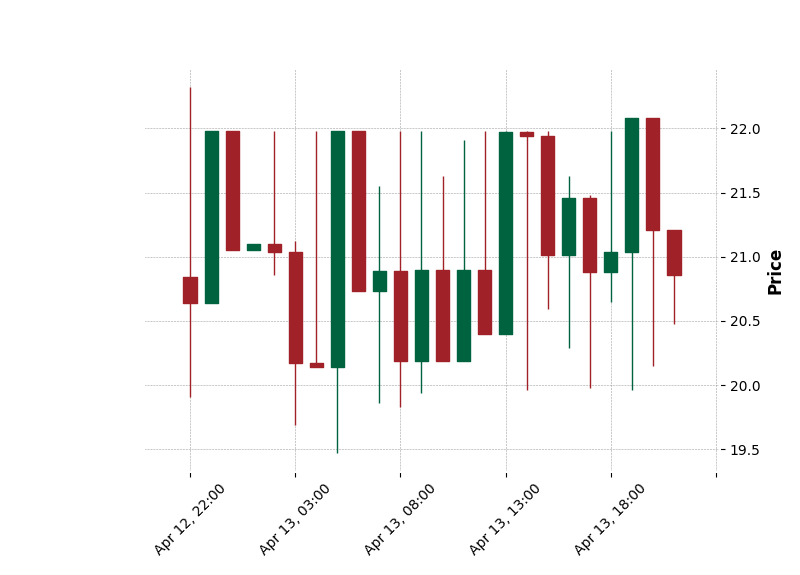 22.0
21.5
21.0
20.5
20.0
19.5
Price
Apr 12, 22:00
Apr 13, 03:00
Apr 13, 08:00
Apr 13, 13:00
Apr 13, 18:00